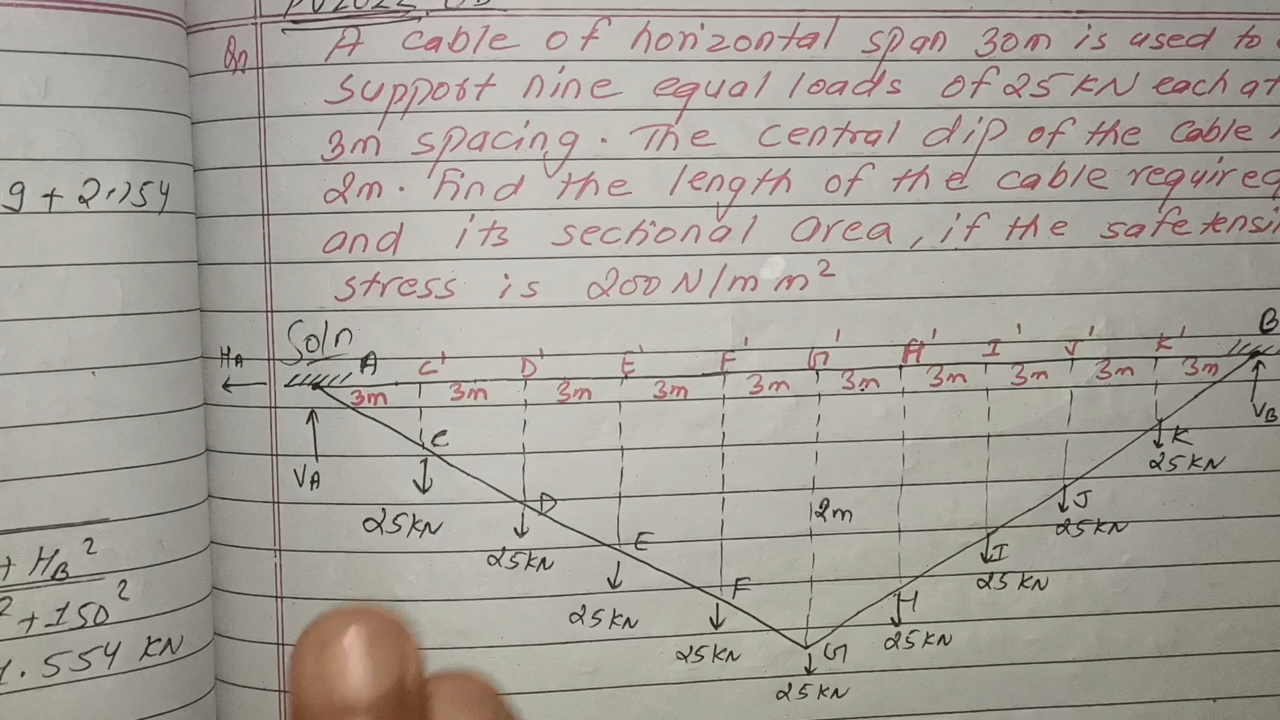 Qn A cable of horizontal span 30m is used to
support nine equal loads of 25 KN each at
3m spacing. The central dip of the cable
2m. Find the length of the cable required
and its sectional area, if the safe tensi
stress is 200 N/mm²
9 + 2.154
Soln
HA A C' D' E' F' G' H' I' J' K' B
3m 3m 3m 3m 3m 3m 3m 3m 3m 3m
VA VB
C K
25KN 25KN
D 2m J
25KN 25KN
E I
25KN 25KN
F H
25KN 25KN
G
25KN
+ HB²
² + 150²
1.554 KN